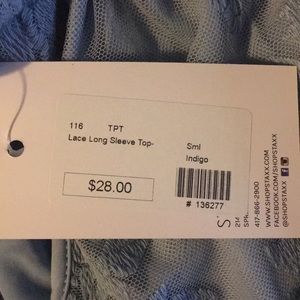 116 TPT
Lace Long Sleeve Top-
Sml
Indigo
$28.00
# 136277
417-866-2900
WWW.SHOPSTAXX.COM
FACEBOOK.COM/SHOPSTAXX
@SHOPSTAXX